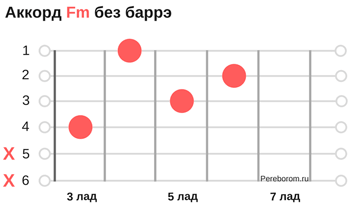 Аккорд Fm без баррэ
1
2
3
4
X 5
X 6
Pereborom.ru
3 лад 5 лад 7 лад